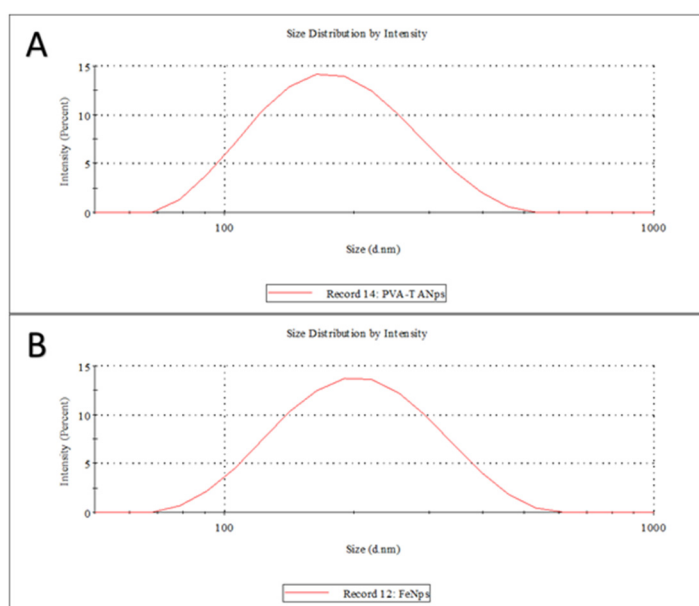 A
Size Distribution by Intensity
Intensity (Percent)
15
10
5
0
100
1000
Size (d.nm)
Record 14: PVA-TANps
B
Size Distribution by Intensity
Intensity (Percent)
15
10
5
0
100
1000
Size (d.nm)
Record 12: FeNps